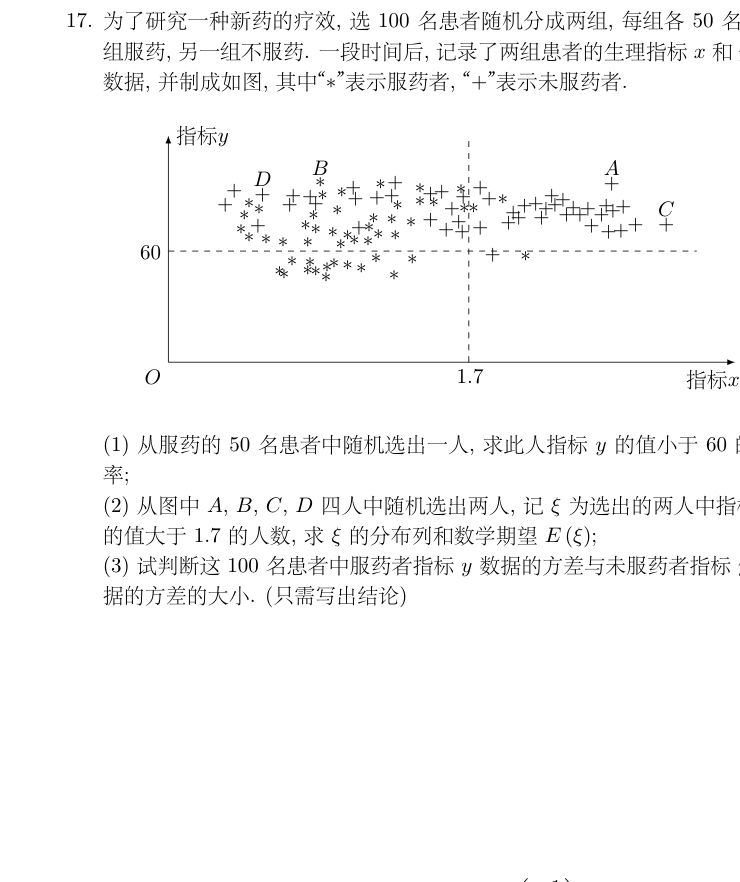 17. 为了研究一种新药的疗效, 选 100 名患者随机分成两组, 每组各 50 名
组服药, 另一组不服药. 一段时间后, 记录了两组患者的生理指标 x 和
数据, 并制成如图, 其中“*”表示服药者, “+”表示未服药者.
指标y
B
A
D
C
60
O
1.7
指标x
(1) 从服药的 50 名患者中随机选出一人, 求此人指标 y 的值小于 60
率;
(2) 从图中 A, B, C, D 四人中随机选出两人, 记 ξ 为选出的两人中指
的值大于 1.7 的人数, 求 ξ 的分布列和数学期望 E (ξ);
(3) 试判断这 100 名患者中服药者指标 y 数据的方差与未服药者指标
据的方差的大小. (只需写出结论)